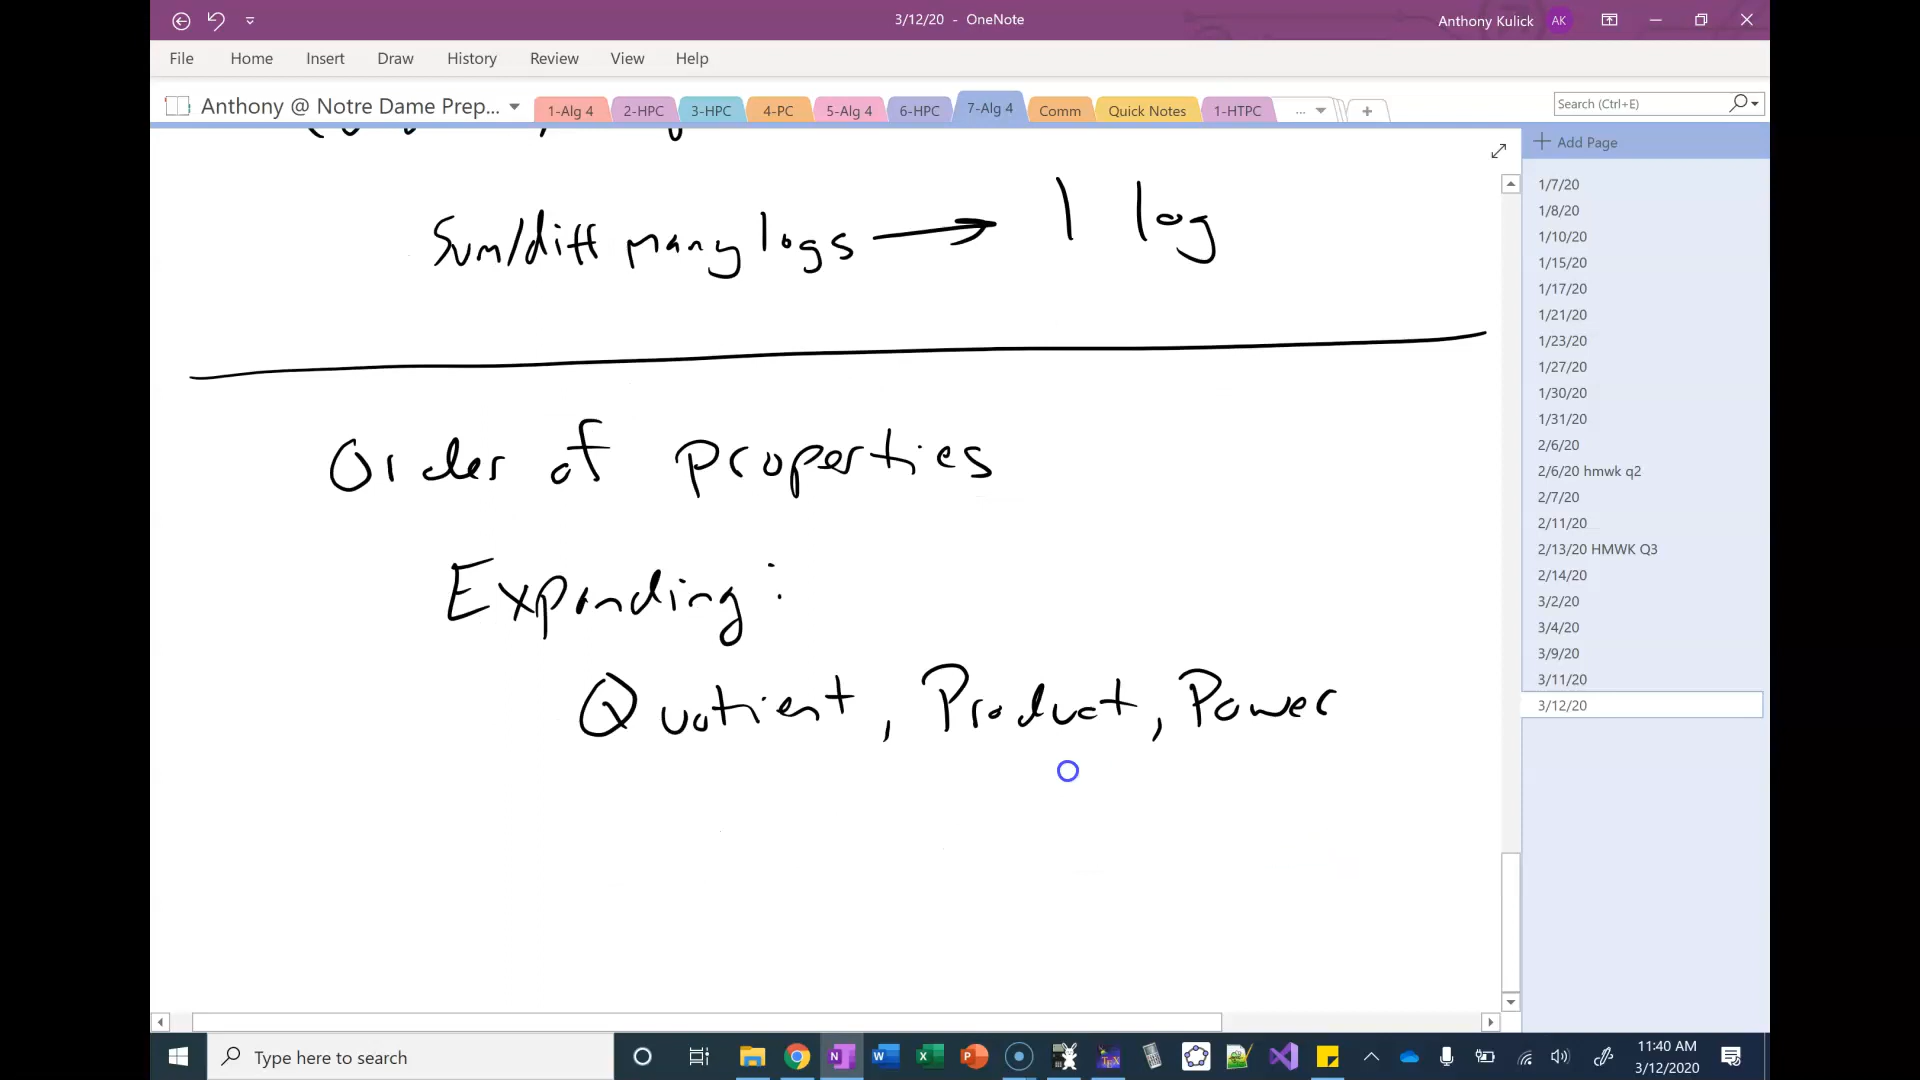 3/12/20 - OneNote
Anthony Kulick AK
File Home Insert Draw History Review View Help
Anthony @ Notre Dame Prep... 1-Alg 4 2-HPC 3-HPC 4-PC 5-Alg 4 6-HPC 7-Alg 4 Comm Quick Notes 1-HTPC ... +
Search (Ctrl+E)
Add Page
Sum/diff many logs → 1 log
Order of properties
Expanding:
Quotient, Product, Power
1/7/20
1/8/20
1/10/20
1/15/20
1/17/20
1/21/20
1/23/20
1/27/20
1/30/20
1/31/20
2/6/20
2/6/20 hmwk q2
2/7/20
2/11/20
2/13/20 HMWK Q3
2/14/20
3/2/20
3/4/20
3/9/20
3/11/20
3/12/20
Type here to search
11:40 AM
3/12/2020